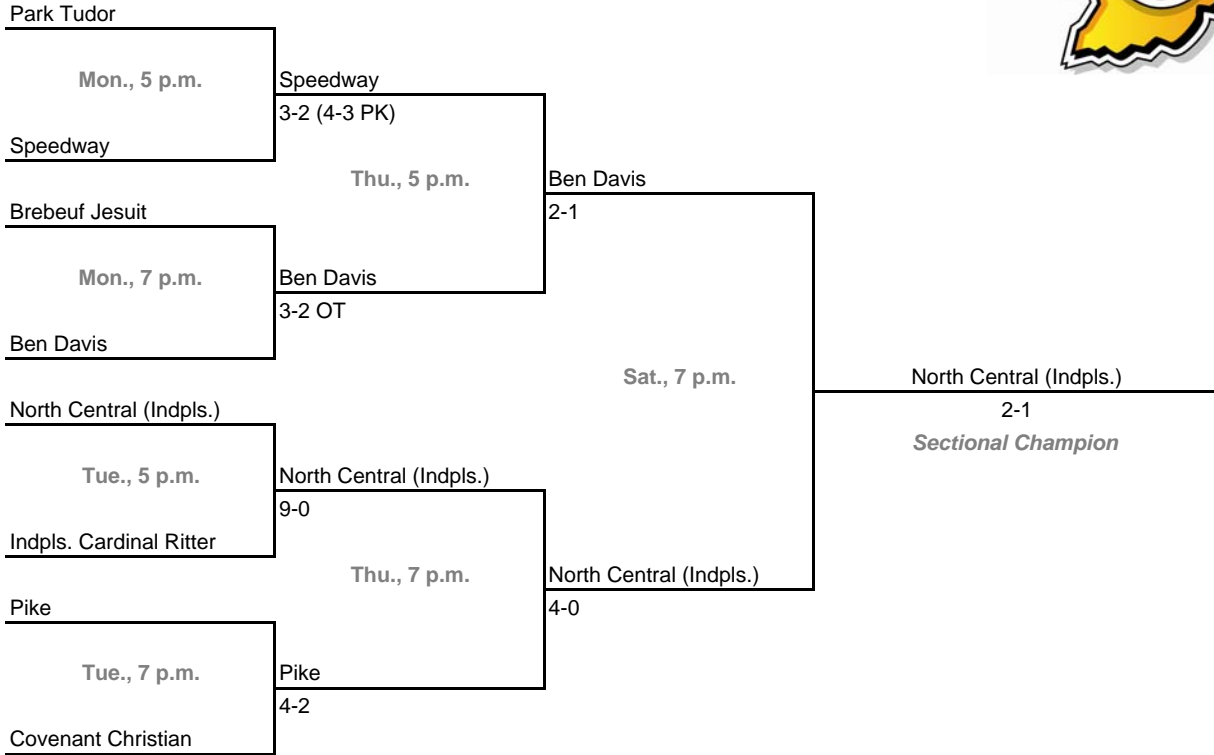 Park Tudor
Mon., 5 p.m.
Speedway
3-2 (4-3 PK)
Speedway
Thu., 5 p.m.
Ben Davis
2-1
Brebeuf Jesuit
Mon., 7 p.m.
Ben Davis
3-2 OT
Ben Davis
Sat., 7 p.m.
North Central (Indpls.)
2-1
Sectional Champion
North Central (Indpls.)
Tue., 5 p.m.
North Central (Indpls.)
9-0
Indpls. Cardinal Ritter
Thu., 7 p.m.
North Central (Indpls.)
4-0
Pike
Tue., 7 p.m.
Pike
4-2
Covenant Christian